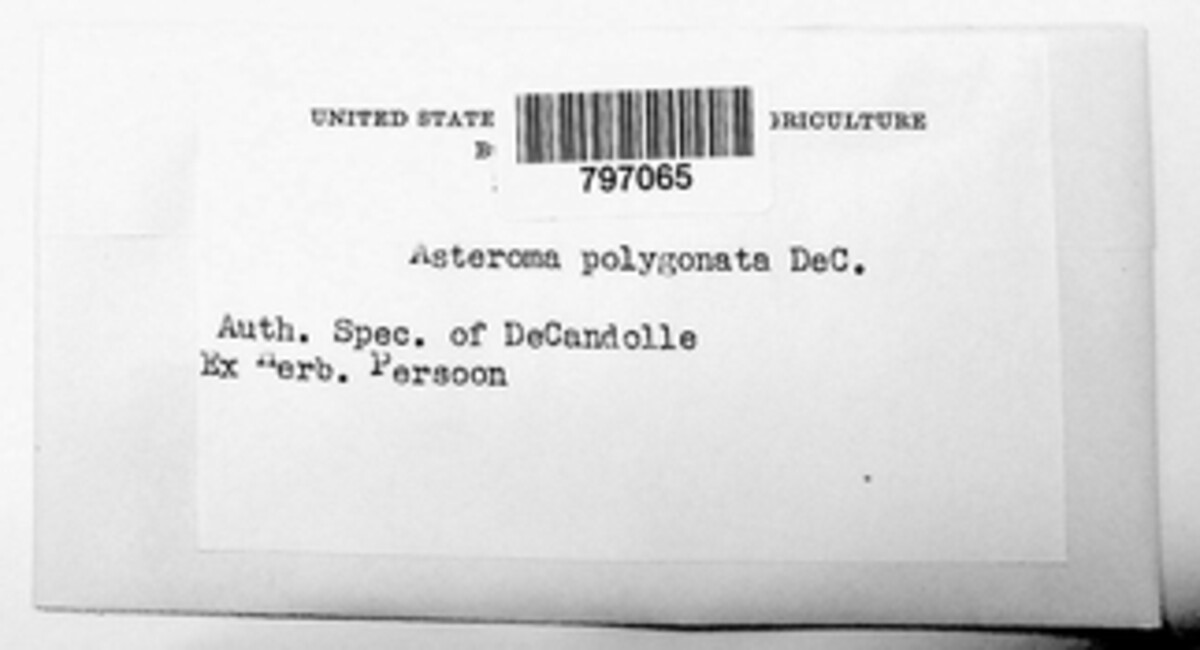 UNITED STATE RICULTURE
B
797065
Asteroma polygonata DeC.
Auth. Spec. of DeCandolle
Ex Herb. Persoon